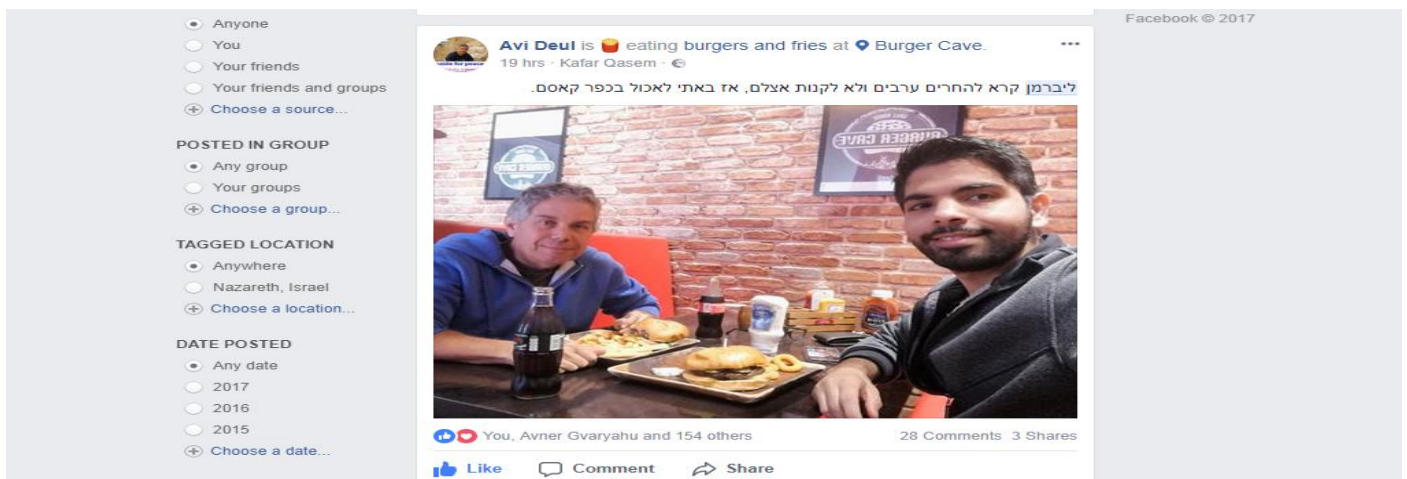 Anyone
You
Your friends
Your friends and groups
Choose a source...
POSTED IN GROUP
Any group
Your groups
Choose a group...
TAGGED LOCATION
Anywhere
Nazareth, Israel
Choose a location...
DATE POSTED
Any date
2017
2016
2015
Choose a date...
Avi Deul is eating burgers and fries at Burger Cave.
19 hrs · Kafar Qasem ·
ליברמן קרא להחרים ערבים ולא לקנות אצלם, אז באתי לאכול בכפר קאסם.
BURGER CAVE
BURGER CAVE
You, Avner Gvaryahu and 154 others
28 Comments 3 Shares
Like Comment Share
Facebook © 2017